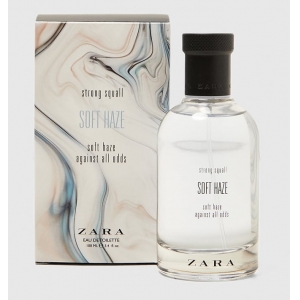 strong squall
SOFT HAZE
soft haze
against all odds
ZARA
EAU DE TOILETTE
strong squall
SOFT HAZE
soft haze
against all odds
ZARA